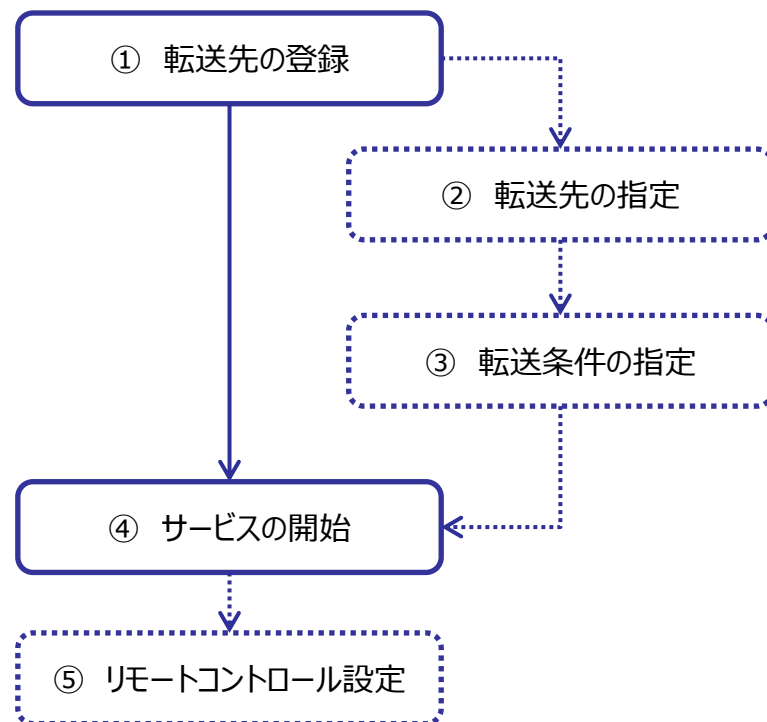 ① 転送先の登録
② 転送先の指定
③ 転送条件の指定
④ サービスの開始
⑤ リモートコントロール設定